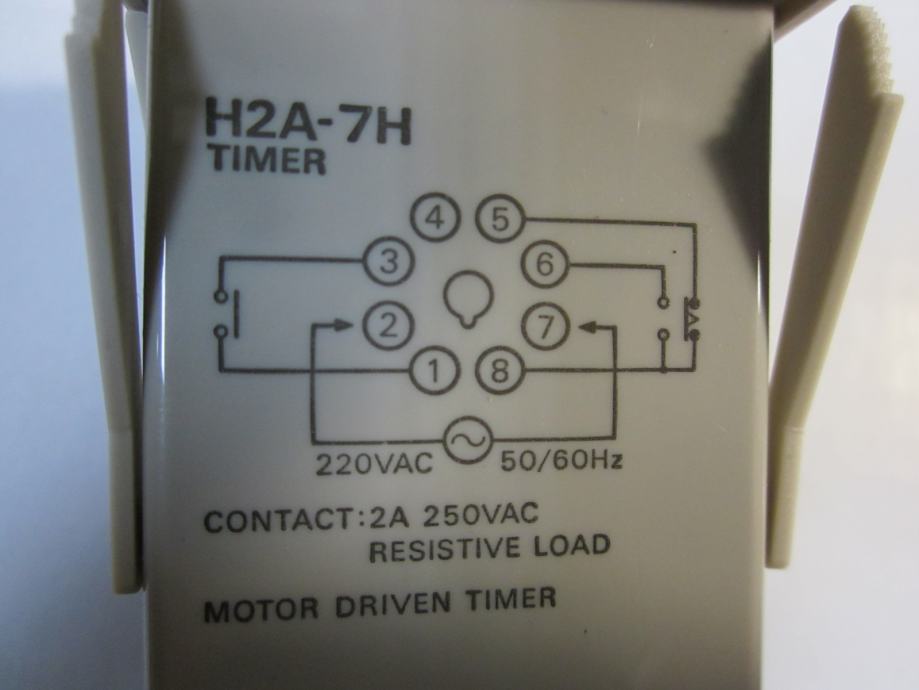 H2A-7H
TIMER
4 5
3 6
2 7
1 8
220VAC 50/60Hz
CONTACT:2A 250VAC
RESISTIVE LOAD
MOTOR DRIVEN TIMER